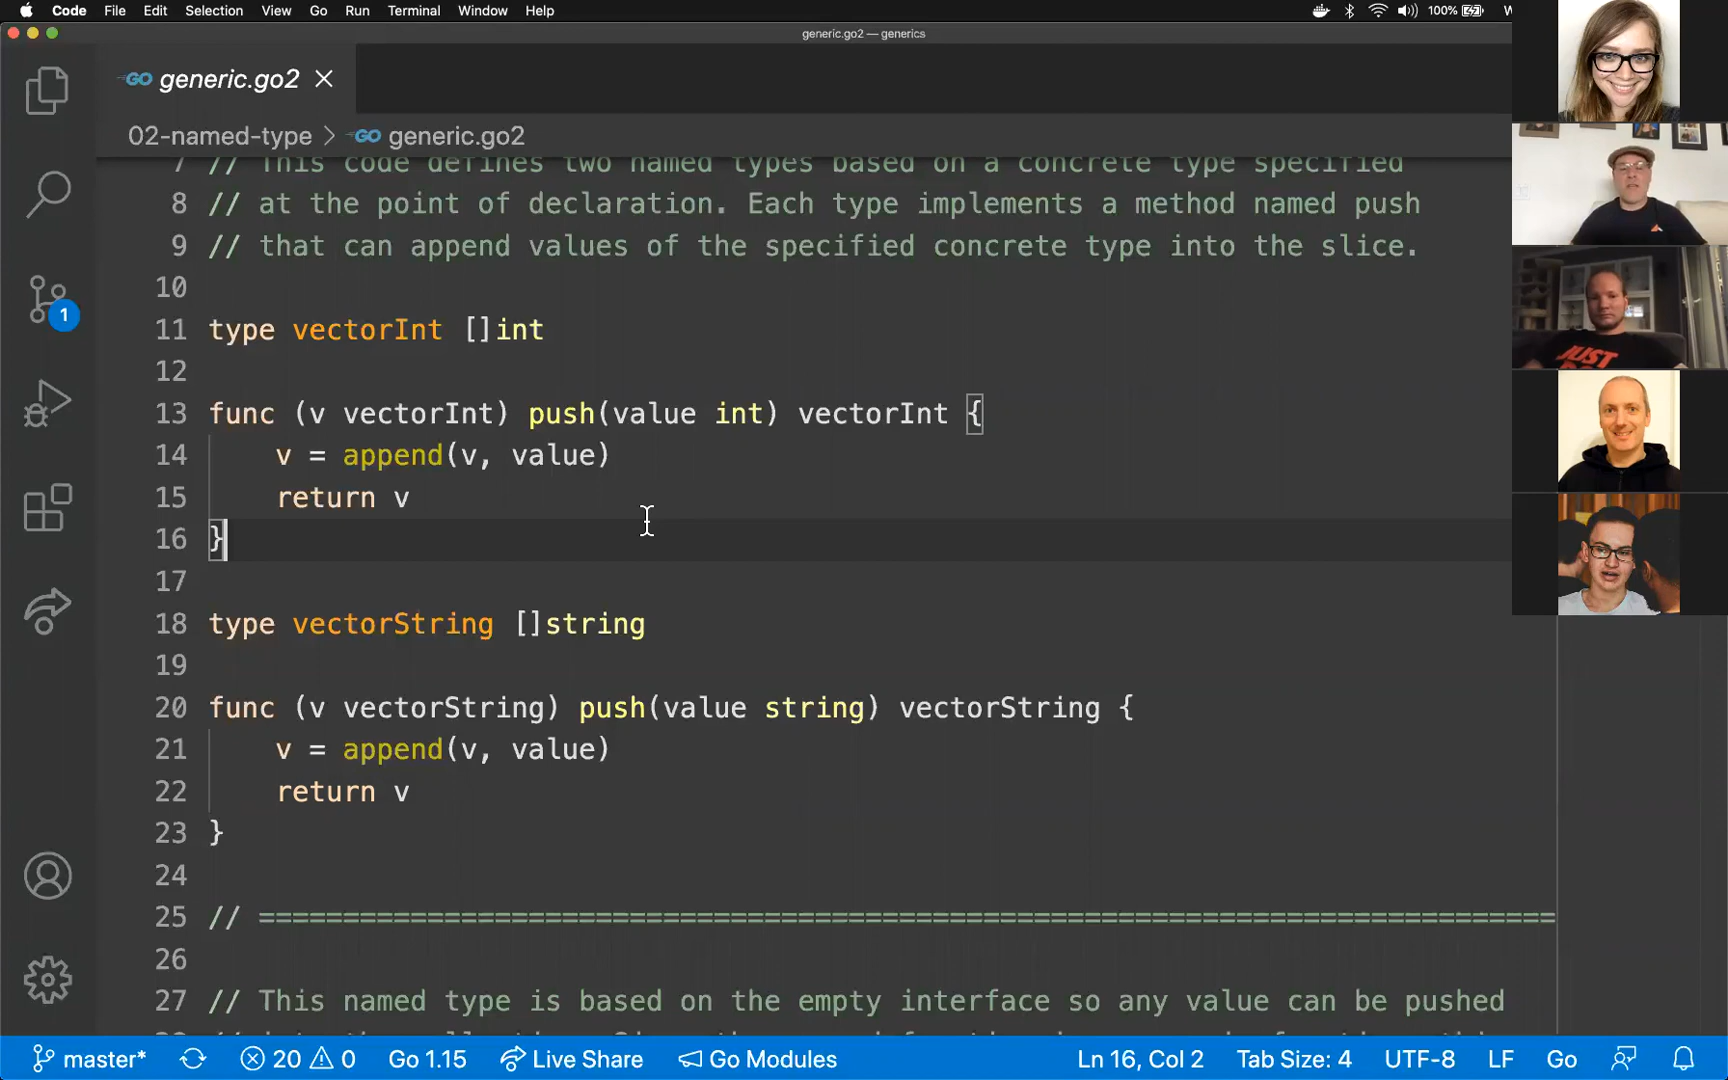 Code File Edit Selection View Go Run Terminal Window Help 100%
generic.go2 — generics
GO generic.go2
02-named-type > GO generic.go2
7 // This code defines two named types based on a concrete type specified
8 // at the point of declaration. Each type implements a method named push
9 // that can append values of the specified concrete type into the slice.
10
11 type vectorInt []int
12
13 func (v vectorInt) push(value int) vectorInt {
14 v = append(v, value)
15 return v
16 }
17
18 type vectorString []string
19
20 func (v vectorString) push(value string) vectorString {
21 v = append(v, value)
22 return v
23 }
24
25 // =============================================================================
26
27 // This named type is based on the empty interface so any value can be pushed
1
JUST
master* 20 0 Go 1.15 Live Share Go Modules Ln 16, Col 2 Tab Size: 4 UTF-8 LF Go